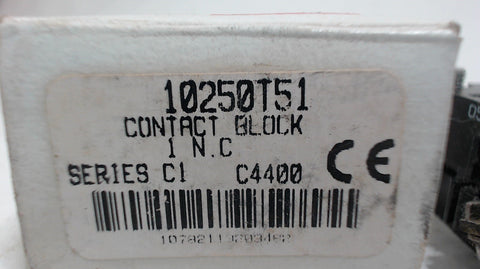 10250T51
CONTACT BLOCK
1 N.C
SERIES C1 C4400 CE